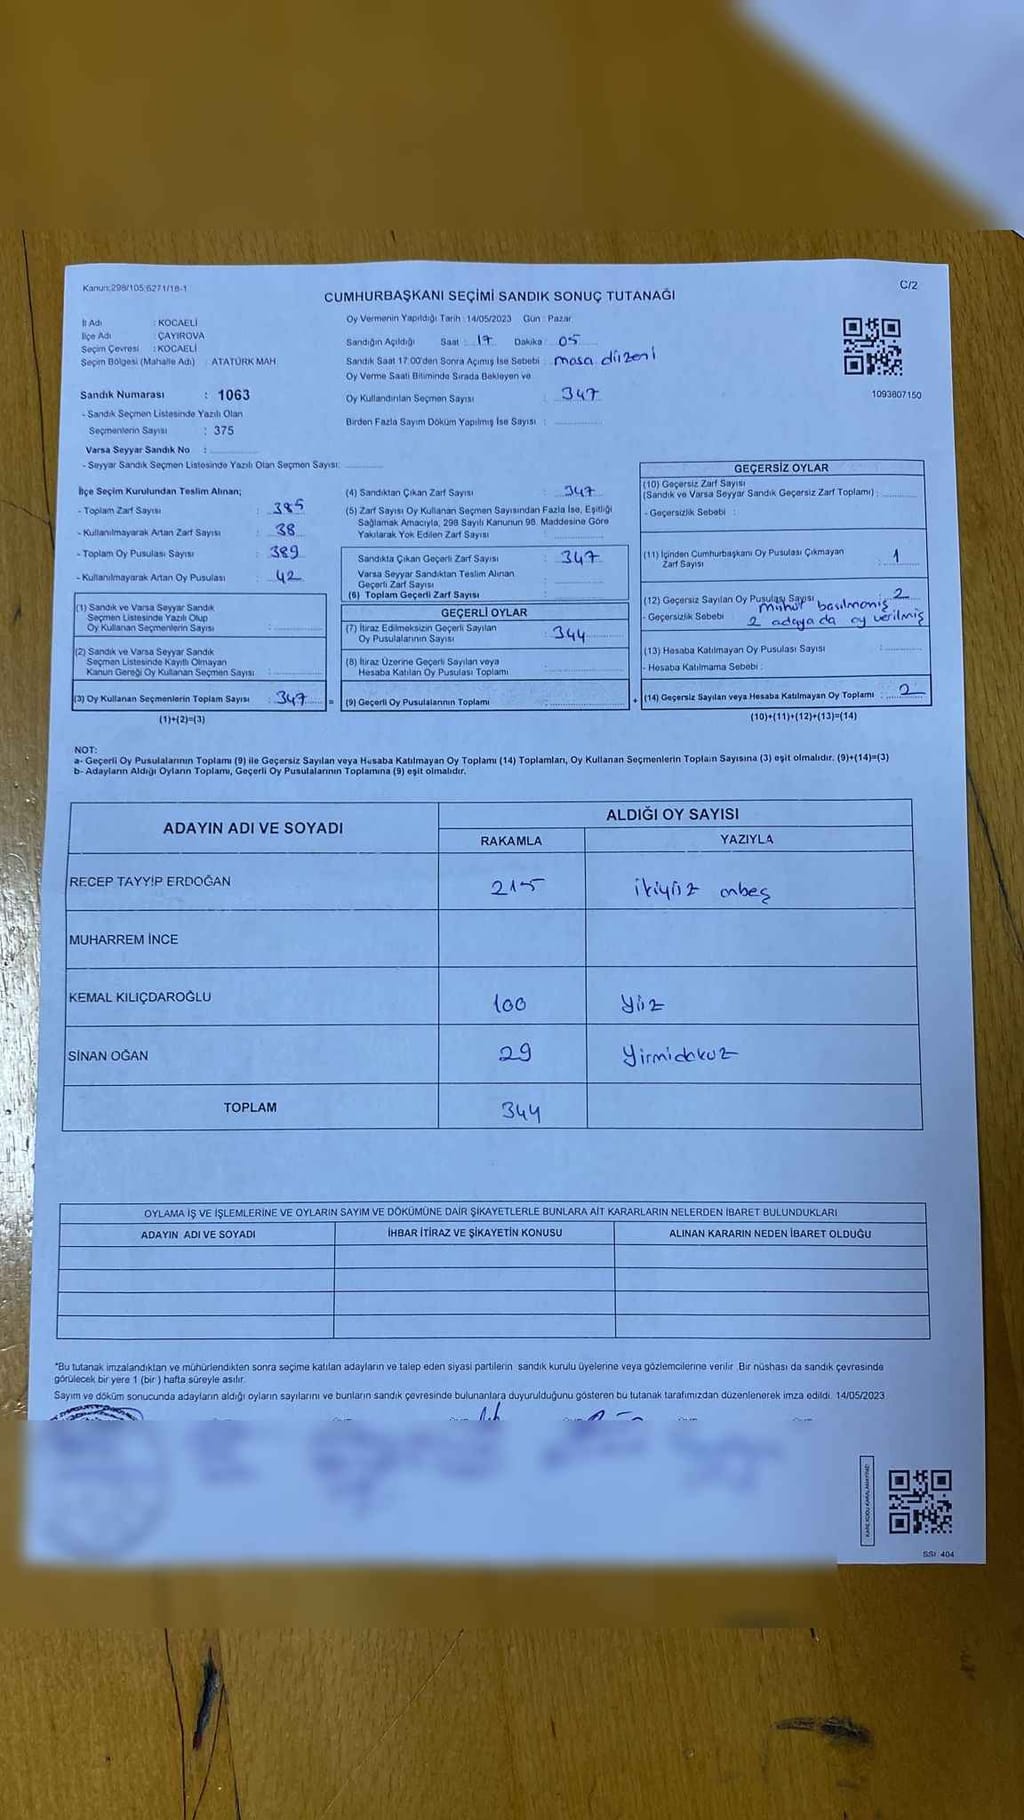 Kanun:298/105:6271/18-1
C/2
CUMHURBAŞKANI SEÇİMİ SANDIK SONUÇ TUTANAĞI
İl Adı : KOCAELİ
İlçe Adı : ÇAYIROVA
Seçim Çevresi : KOCAELİ
Seçim Bölgesi (Mahalle Adı) : ATATÜRK MAH
Sandık Numarası : 1063
- Sandık Seçmen Listesinde Yazılı Olan
Seçmenlerin Sayısı : 375
Varsa Seyyar Sandık No :
- Seyyar Sandık Seçmen Listesinde Yazılı Olan Seçmen Sayısı:
Oy Vermenin Yapıldığı Tarih : 14/05/2023 Gün : Pazar
Sandığın Açıldığı Saat : 17 Dakika : 05
Sandık Saat 17:00'den Sonra Açımış İse Sebebi : masa düzeni
Oy Verme Saati Bitiminde Sırada Bekleyen ve
Oy Kullandırılan Seçmen Sayısı : 347
Birden Fazla Sayım Döküm Yapılmış İse Sayısı :
1093807150
İlçe Seçim Kurulundan Teslim Alınan;
- Toplam Zarf Sayısı : 385
- Kullanılmayarak Artan Zarf Sayısı : 38
- Toplam Oy Pusulası Sayısı : 389
- Kullanılmayarak Artan Oy Pusulası : 42
(1) Sandık ve Varsa Seyyar Sandık
Seçmen Listesinde Yazılı Olup
Oy Kullanan Seçmenlerin Sayısı :
(2) Sandık ve Varsa Seyyar Sandık
Seçmen Listesinde Kayıtlı Olmayan
Kanun Gereği Oy Kullanan Seçmen Sayısı :
(3) Oy Kullanan Seçmenlerin Toplam Sayısı : 347 =
(1)+(2)=(3)
(4) Sandıktan Çıkan Zarf Sayısı : 347
(5) Zarf Sayısı Oy Kullanan Seçmen Sayısından Fazla İse, Eşitliği
Sağlamak Amacıyla, 298 Sayılı Kanunun 98. Maddesine Göre
Yakılarak Yok Edilen Zarf Sayısı :
Sandıkta Çıkan Geçerli Zarf Sayısı : 347
Varsa Seyyar Sandıktan Teslim Alınan
Geçerli Zarf Sayısı :
(6) Toplam Geçerli Zarf Sayısı :
GEÇERLİ OYLAR
(7) İtiraz Edilmeksizin Geçerli Sayılan
Oy Pusulalarının Sayısı : 344
(8) İtiraz Üzerine Geçerli Sayılan veya
Hesaba Katılan Oy Pusulası Toplamı :
(9) Geçerli Oy Pusulalarının Toplamı : +
GEÇERSİZ OYLAR
(10) Geçersiz Zarf Sayısı
(Sandık ve Varsa Seyyar Sandık Geçersiz Zarf Toplamı) :
- Geçersizlik Sebebi :
(11) İçinden Cumhurbaşkanı Oy Pusulası Çıkmayan
Zarf Sayısı : 1
(12) Geçersiz Sayılan Oy Pusulası Sayısı : 2
mühür basılmamış
- Geçersizlik Sebebi 2 adaya da oy verilmiş
(13) Hesaba Katılmayan Oy Pusulası Sayısı :
- Hesaba Katılmama Sebebi :
(14) Geçersiz Sayılan veya Hesaba Katılmayan Oy Toplamı : 2
(10)+(11)+(12)+(13)=(14)
NOT:
a- Geçerli Oy Pusulalarının Toplamı (9) ile Geçersiz Sayılan veya Hesaba Katılmayan Oy Toplamı (14) Toplamları, Oy Kullanan Seçmenlerin Toplam Sayısına (3) eşit olmalıdır. (9)+(14)=(3)
b- Adayların Aldığı Oyların Toplamı, Geçerli Oy Pusulalarının Toplamına (9) eşit olmalıdır.
ADAYIN ADI VE SOYADI
ALDIĞI OY SAYISI
RAKAMLA YAZIYLA
RECEP TAYYİP ERDOĞAN 215 ikiyüz onbeş
MUHARREM İNCE
KEMAL KILIÇDAROĞLU 100 yüz
SİNAN OĞAN 29 Yirmidokuz
TOPLAM 344
OYLAMA İŞ VE İŞLEMLERİNE VE OYLARIN SAYIM VE DÖKÜMÜNE DAİR ŞİKAYETLERLE BUNLARA AİT KARARLARIN NELERDEN İBARET BULUNDUKLARI
ADAYIN ADI VE SOYADI İHBAR İTİRAZ VE ŞİKAYETİN KONUSU ALINAN KARARIN NEDEN İBARET OLDUĞU
*Bu tutanak imzalandıktan ve mühürlendikten sonra seçime katılan adayların ve talep eden siyasi partilerin sandık kurulu üyelerine veya gözlemcilerine verilir. Bir nüshası da sandık çevresinde
görülecek bir yere 1 (bir ) hafta süreyle asılır.
Sayım ve döküm sonucunda adayların aldığı oyların sayılarını ve bunların sandık çevresinde bulunanlara duyurulduğunu gösteren bu tutanak tarafımızdan düzenlenerek imza edildi. 14/05/2023
KARE KODU KARALAMAYINIZ!
SSI: 404